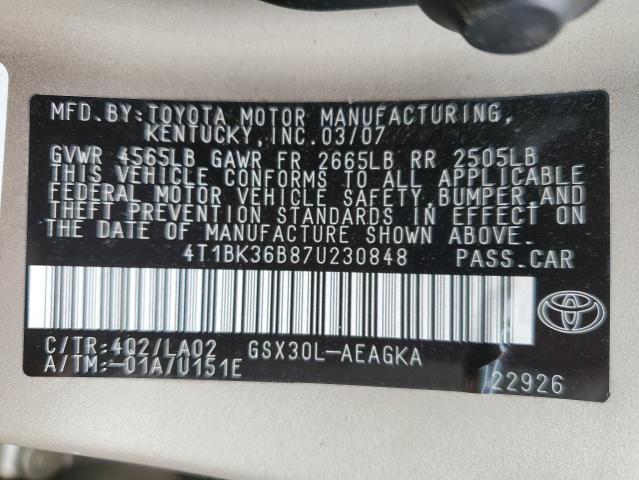 MFD.BY:TOYOTA MOTOR MANUFACTURING,
KENTUCKY,INC.03/07
GVWR 4565LB GAWR FR 2665LB RR 2505LB
THIS VEHICLE CONFORMS TO ALL APPLICABLE
FEDERAL MOTOR VEHICLE SAFETY,BUMPER,AND
THEFT PREVENTION STANDARDS IN EFFECT ON
THE DATE OF MANUFACTURE SHOWN ABOVE.
4T1BK36B87U230848 PASS.CAR
C/TR:4Q2/LA02 GSX30L-AEAGKA
A/TM:-01A/U151E
22926